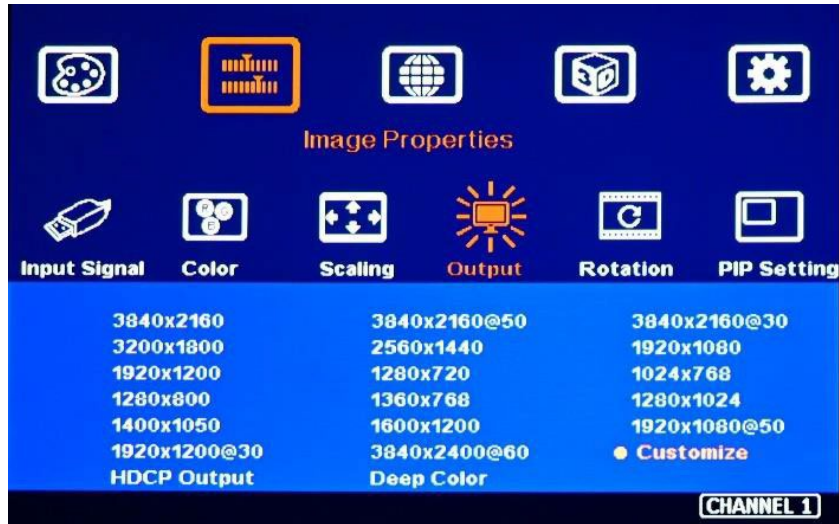 3D
Image Properties
R G
B
Input Signal Color Scaling Output Rotation PIP Setting
3840x2160 3840x2160@50 3840x2160@30
3200x1800 2560x1440 1920x1080
1920x1200 1280x720 1024x768
1280x800 1360x768 1280x1024
1400x1050 1600x1200 1920x1080@50
1920x1200@30 3840x2400@60 Customize
HDCP Output Deep Color
CHANNEL 1